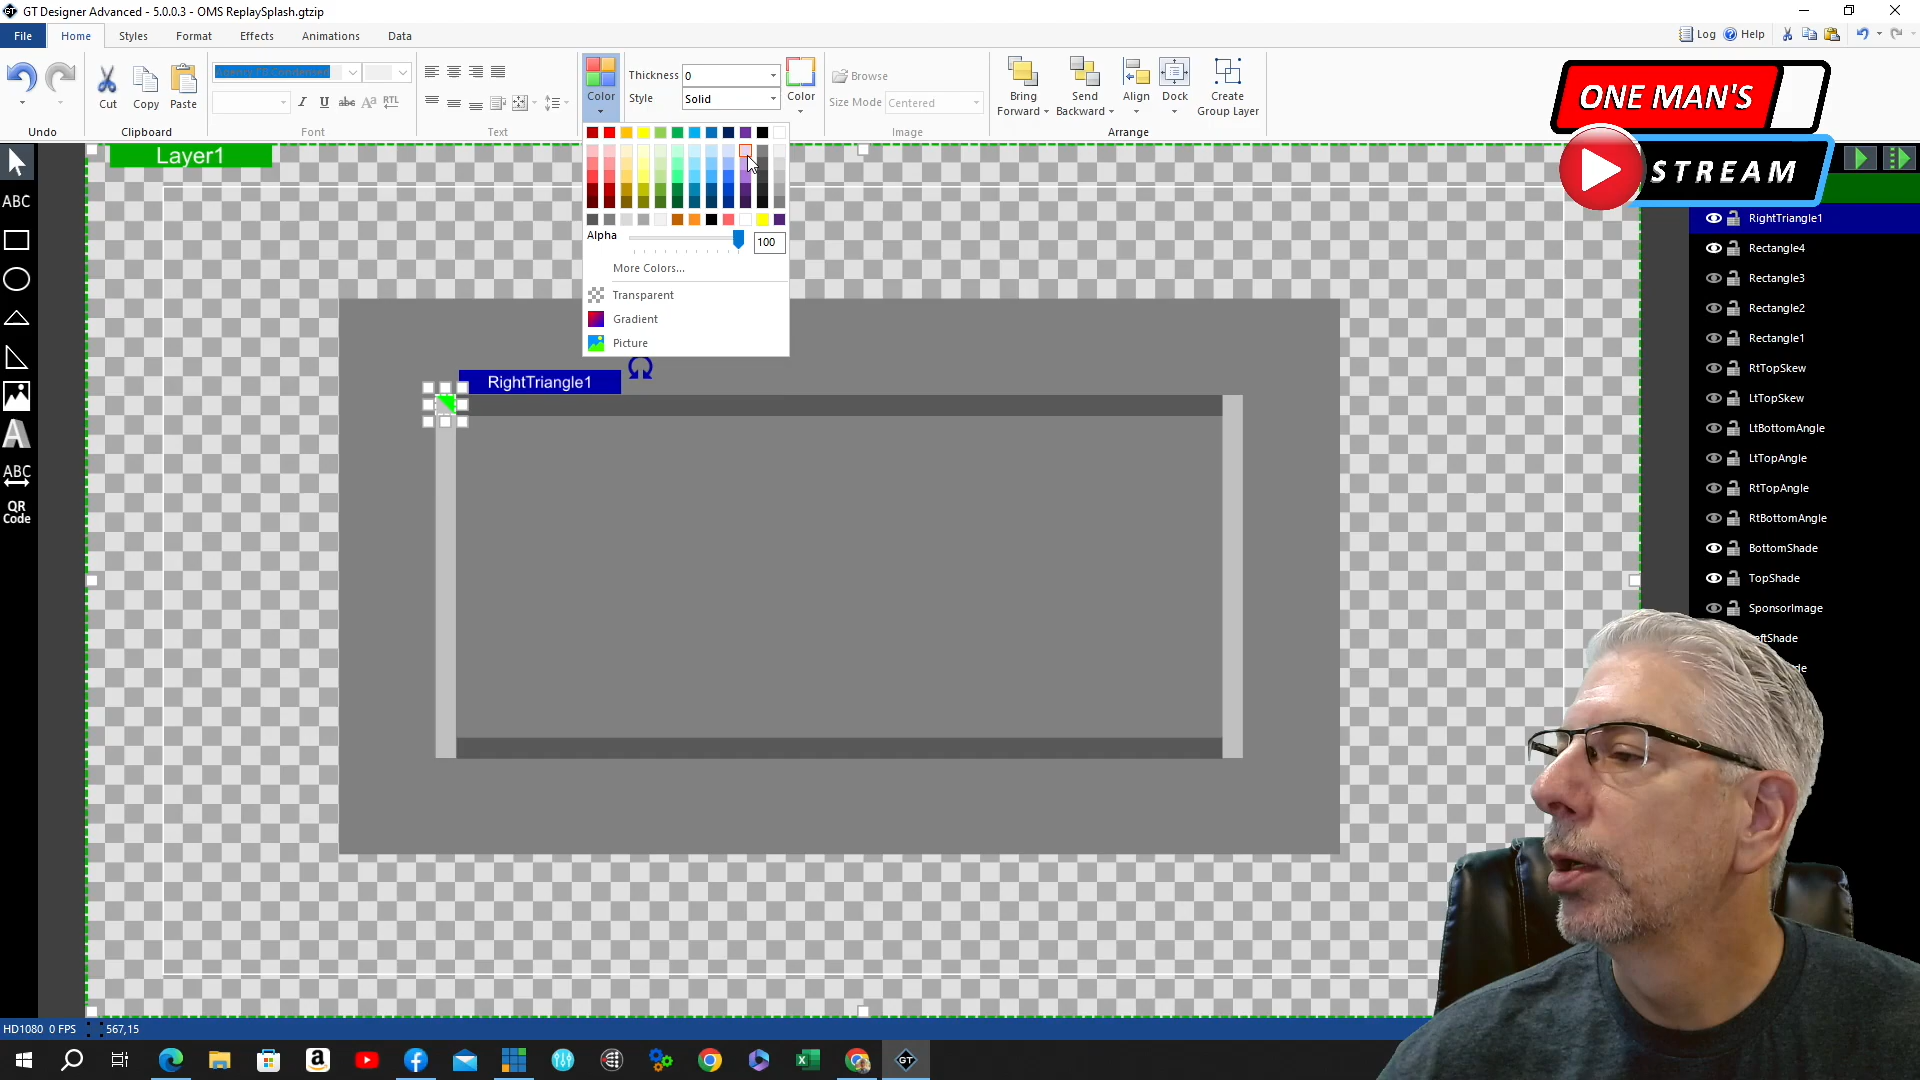 GT Designer Advanced - 5.0.0.3 - OMS ReplaySplash.gtzip
File Home Styles Format Effects Animations Data Log Help
Cut Copy Paste
Undo Clipboard Font Text
ABC RTL
Color
Thickness 0
Style Solid
Color
Browse
Size Mode Centered
Image
Bring Forward
Send Backward
Align
Dock
Create Group Layer
Arrange
ONE MAN'S
STREAM
Alpha 100
More Colors...
Transparent
Gradient
Picture
Layer1
RightTriangle1
ABC
A
ABC
QR
Code
RightTriangle1
Rectangle4
Rectangle3
Rectangle2
Rectangle1
RtTopSkew
LtTopSkew
LtBottomAngle
LtTopAngle
RtTopAngle
RtBottomAngle
BottomShade
TopShade
SponsorImage
HD1080 0 FPS 567,15
GT